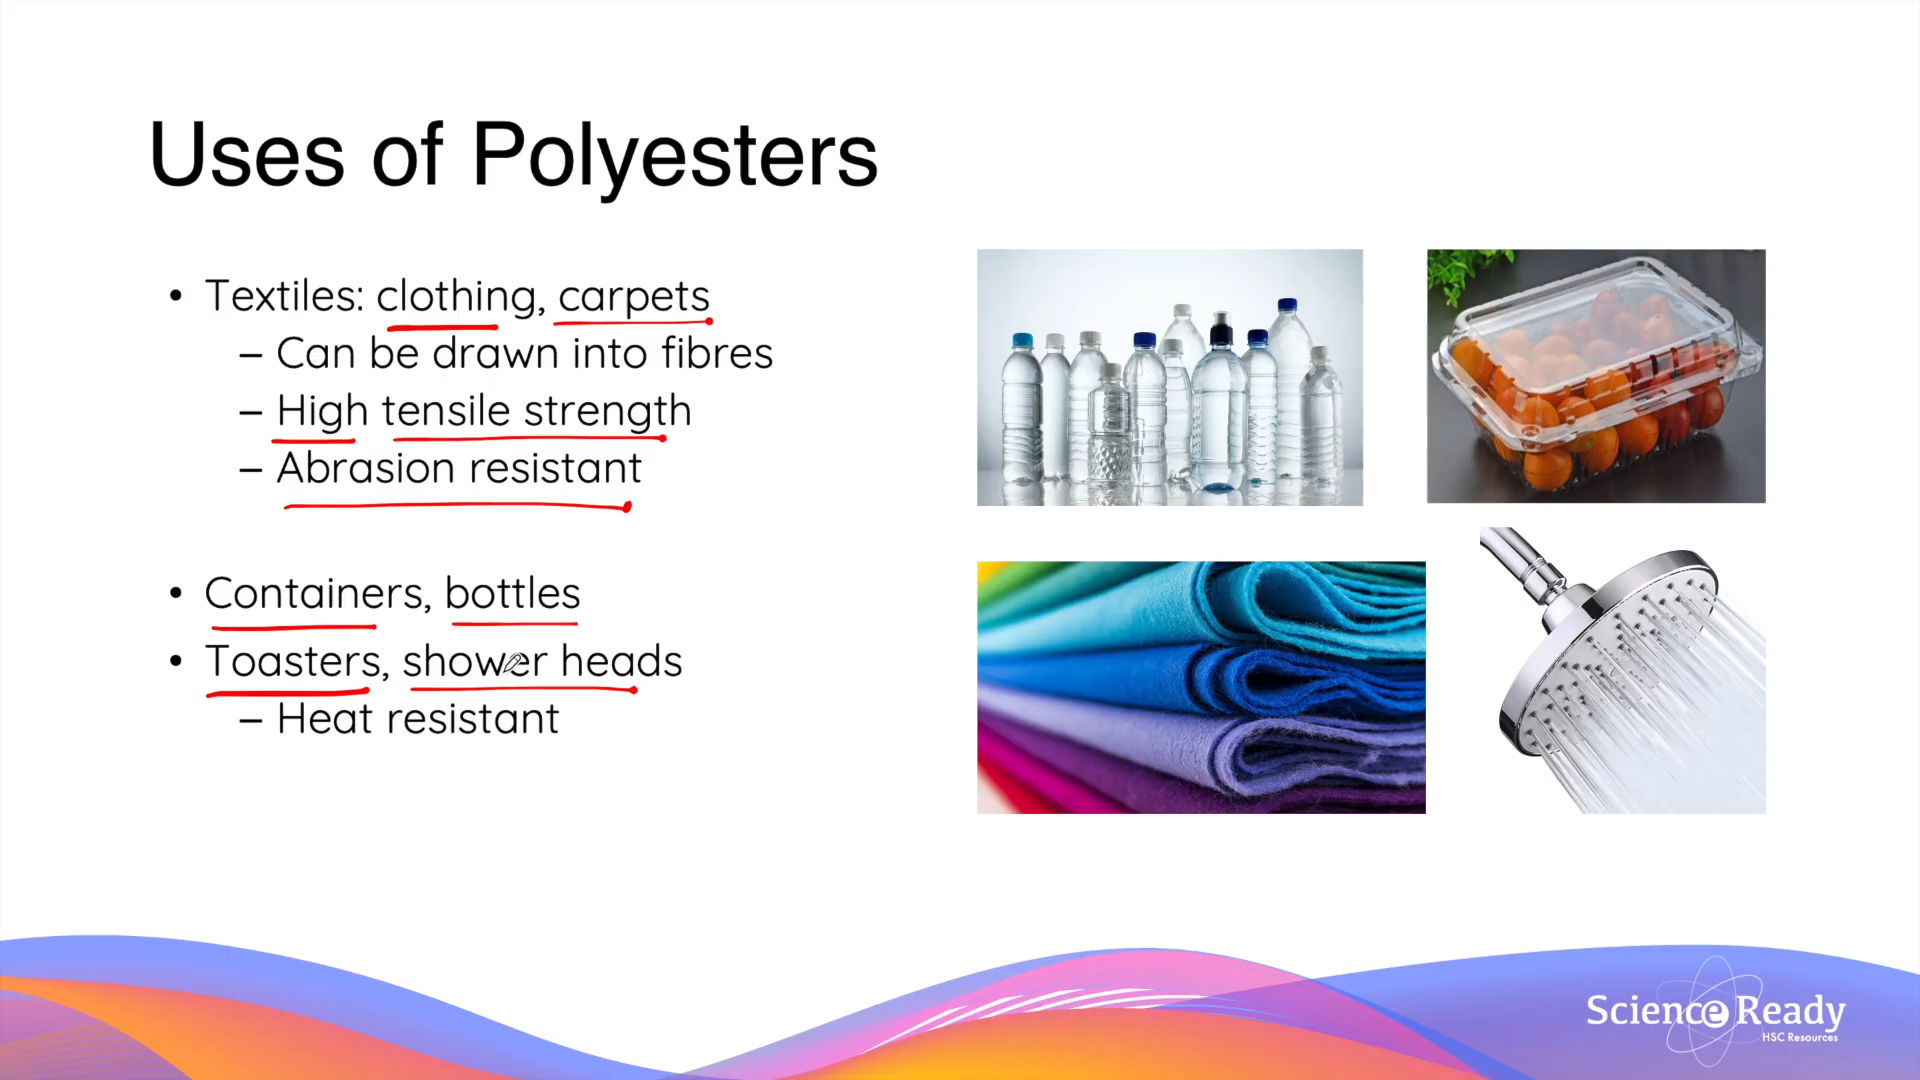 Uses of Polyesters
• Textiles: clothing, carpets
– Can be drawn into fibres
– High tensile strength
– Abrasion resistant
• Containers, bottles
• Toasters, shower heads
– Heat resistant
Science Ready
HSC Resources